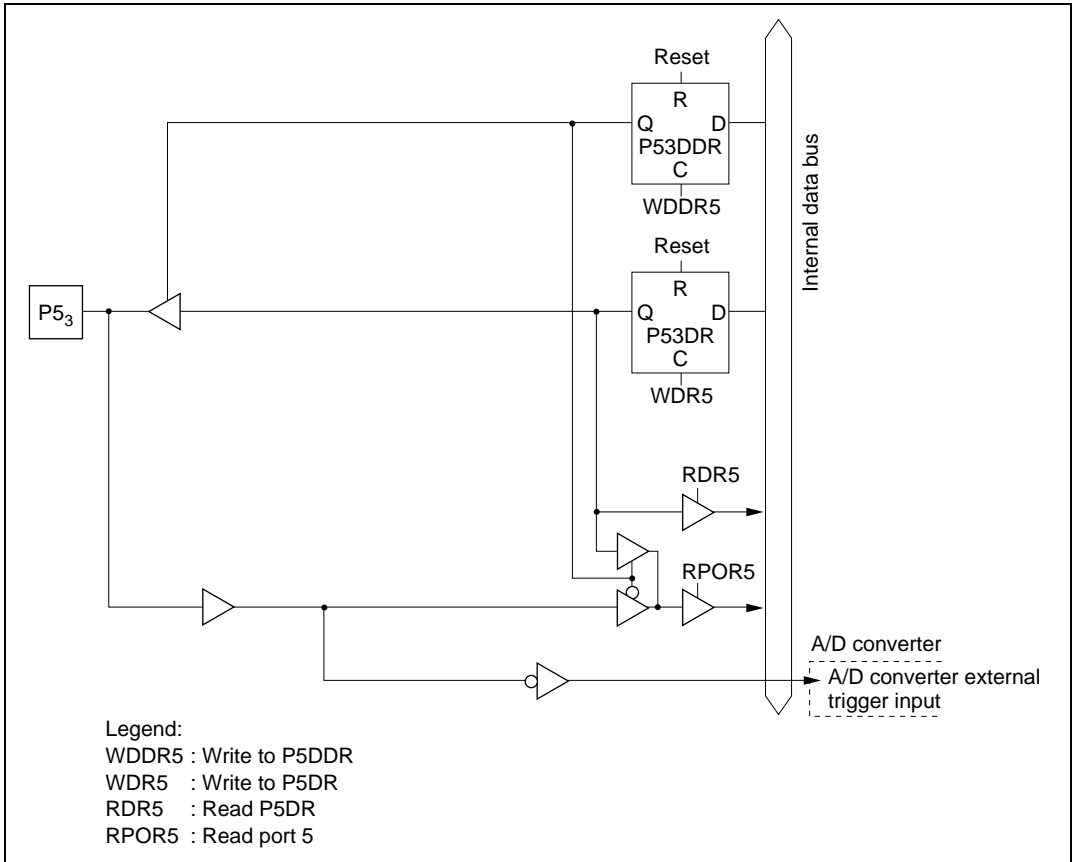 Reset
R
Q D
P53DDR
C
WDDR5
Internal data bus
Reset
R
P5₃
Q D
P53DR
C
WDR5
RDR5
RPOR5
A/D converter
A/D converter external
trigger input
Legend:
WDDR5 : Write to P5DDR
WDR5 : Write to P5DR
RDR5 : Read P5DR
RPOR5 : Read port 5